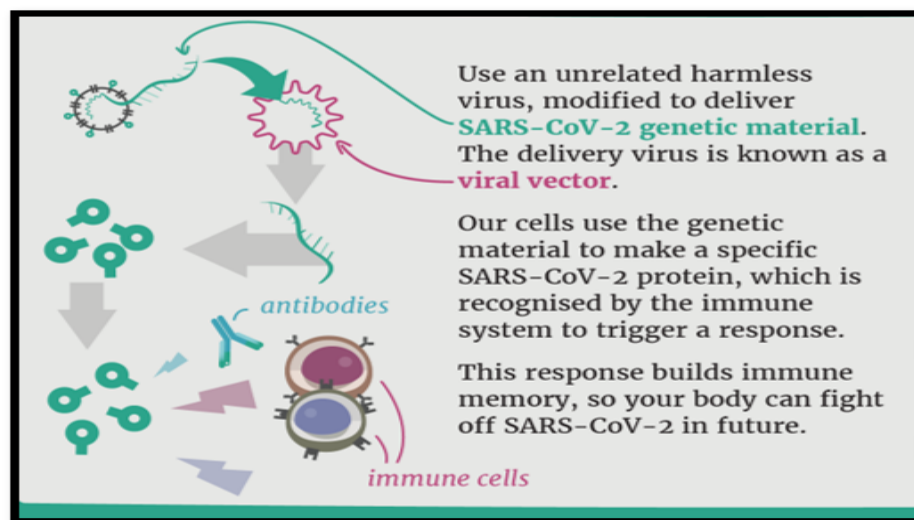 Use an unrelated harmless
virus, modified to deliver
SARS-CoV-2 genetic material.
The delivery virus is known as a
viral vector.
Our cells use the genetic
material to make a specific
SARS-CoV-2 protein, which is
recognised by the immune
system to trigger a response.
This response builds immune
memory, so your body can fight
off SARS-CoV-2 in future.
antibodies
immune cells